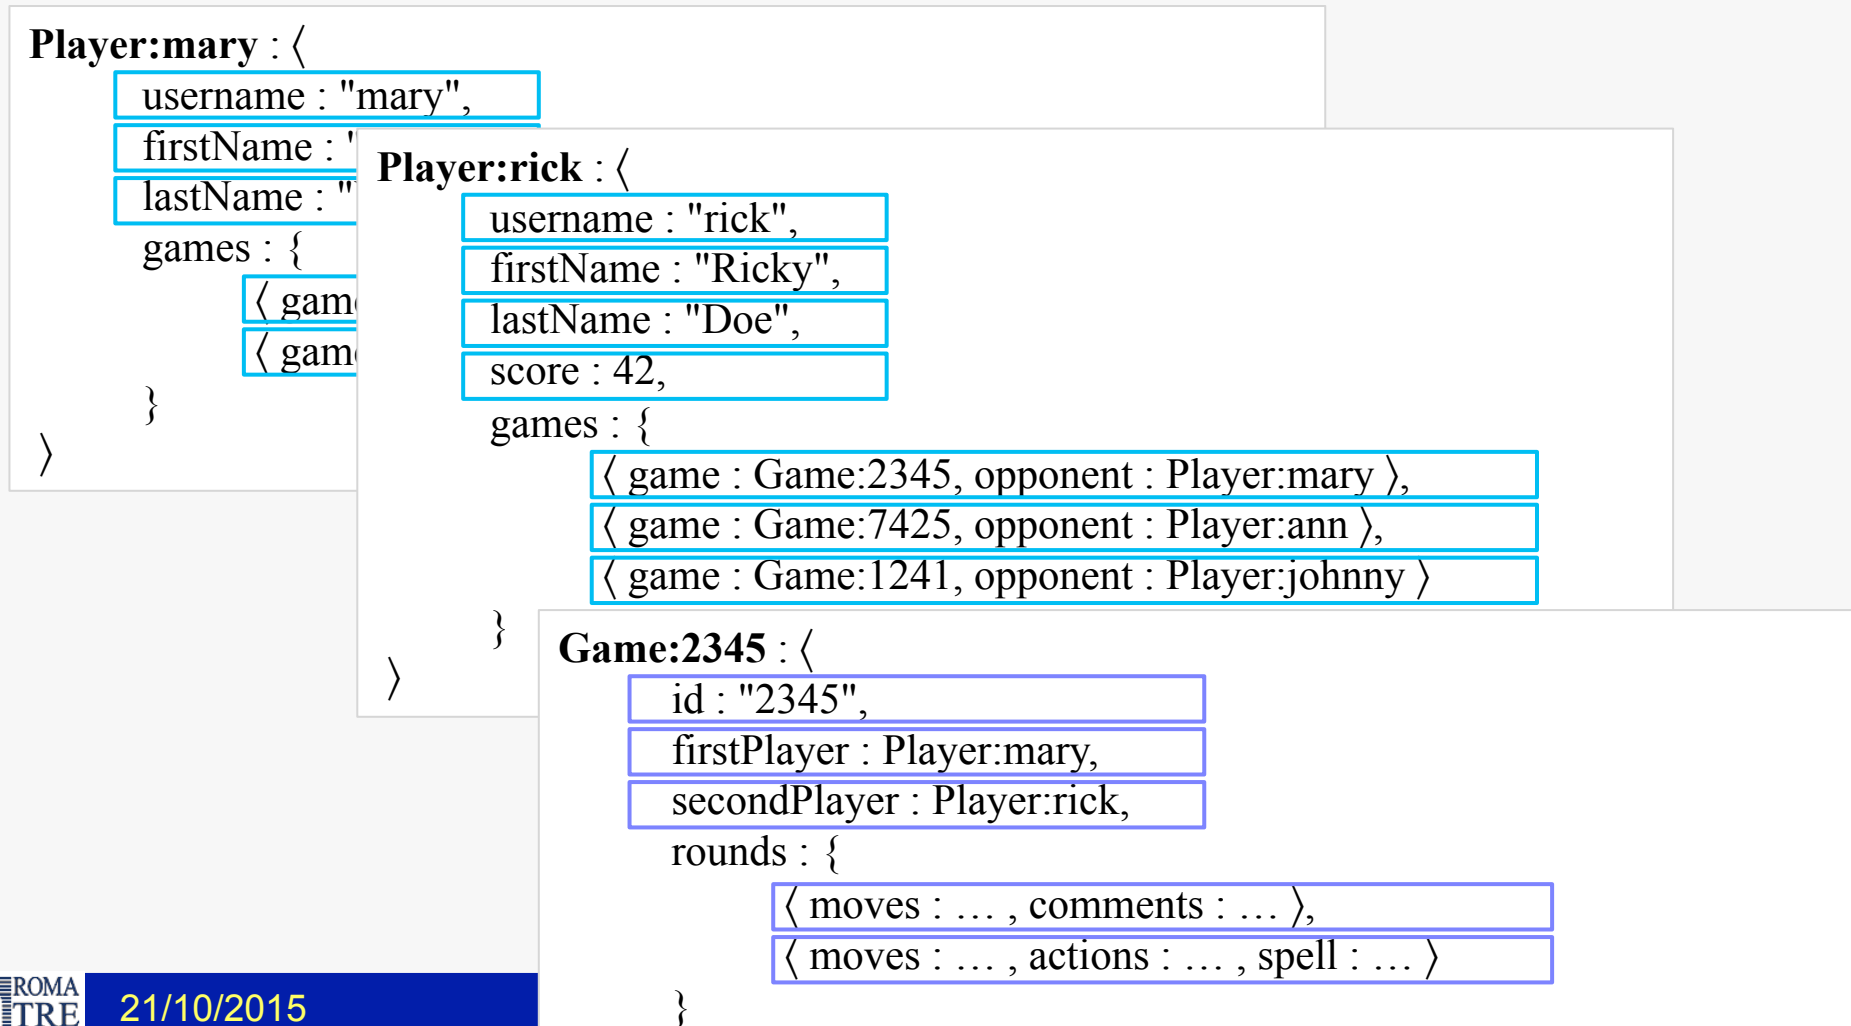 Player:mary : ⟨
username : "mary",
firstName : "
lastName : "
games : {
⟨ game
⟨ game
}
⟩
Player:rick : ⟨
username : "rick",
firstName : "Ricky",
lastName : "Doe",
score : 42,
games : {
⟨ game : Game:2345, opponent : Player:mary ⟩,
⟨ game : Game:7425, opponent : Player:ann ⟩,
⟨ game : Game:1241, opponent : Player:johnny ⟩
}
⟩
Game:2345 : ⟨
id : "2345",
firstPlayer : Player:mary,
secondPlayer : Player:rick,
rounds : {
⟨ moves : … , comments : … ⟩,
⟨ moves : … , actions : … , spell : … ⟩
}
ROMA
TRE
21/10/2015